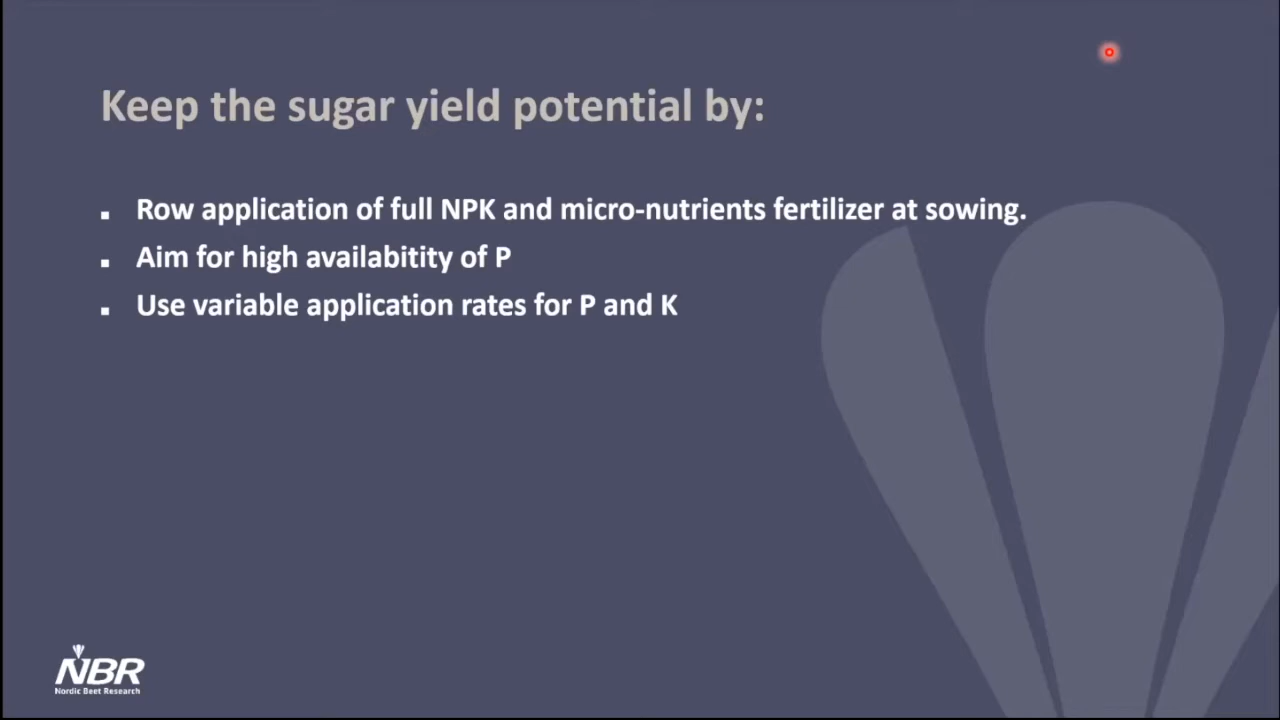 Keep the sugar yield potential by:
Row application of full NPK and micro-nutrients fertilizer at sowing.
Aim for high availabitity of P
Use variable application rates for P and K
NBR
Nordic Beet Research